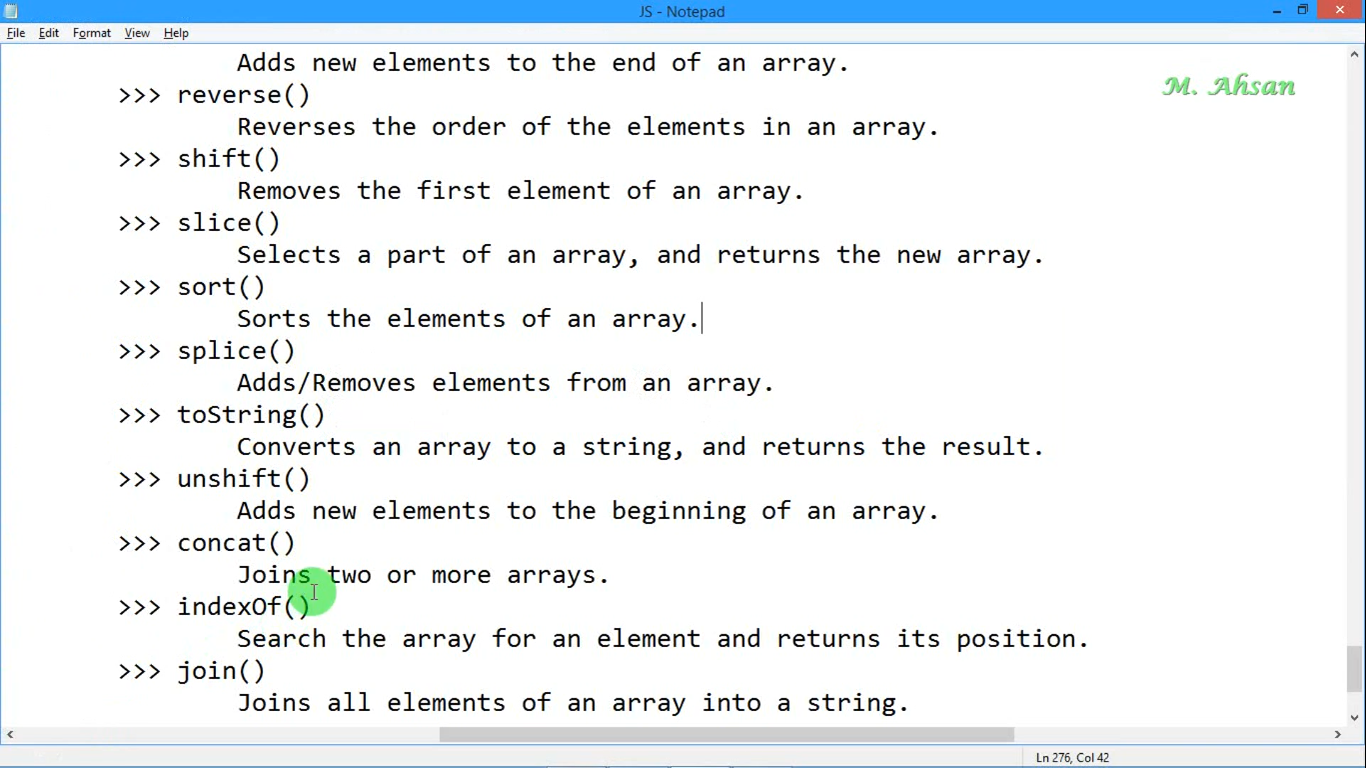 JS - Notepad
File Edit Format View Help
Adds new elements to the end of an array.
M. Ahsan
>>> reverse()
Reverses the order of the elements in an array.
>>> shift()
Removes the first element of an array.
>>> slice()
Selects a part of an array, and returns the new array.
>>> sort()
Sorts the elements of an array.
>>> splice()
Adds/Removes elements from an array.
>>> toString()
Converts an array to a string, and returns the result.
>>> unshift()
Adds new elements to the beginning of an array.
>>> concat()
Joins two or more arrays.
>>> indexOf()
Search the array for an element and returns its position.
>>> join()
Joins all elements of an array into a string.
Ln 276, Col 42